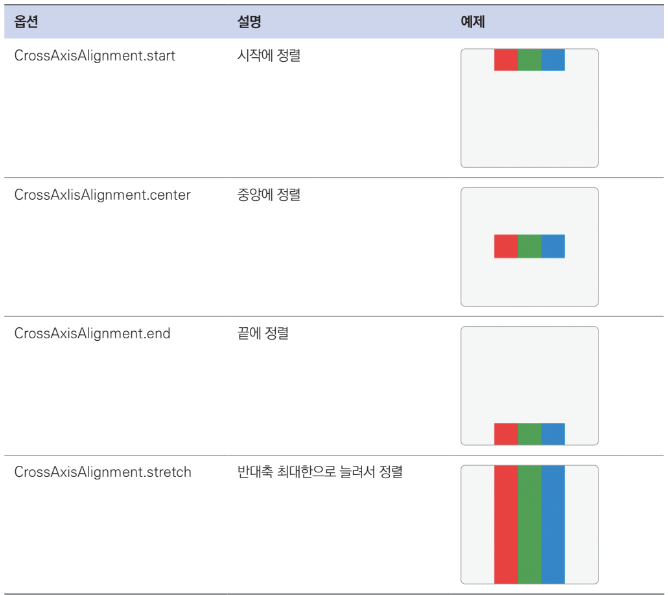 옵션 설명 예제
CrossAxisAlignment.start 시작에 정렬
CrossAxlisAlignment.center 중앙에 정렬
CrossAxisAlignment.end 끝에 정렬
CrossAxisAlignment.stretch 반대축 최대한으로 늘려서 정렬